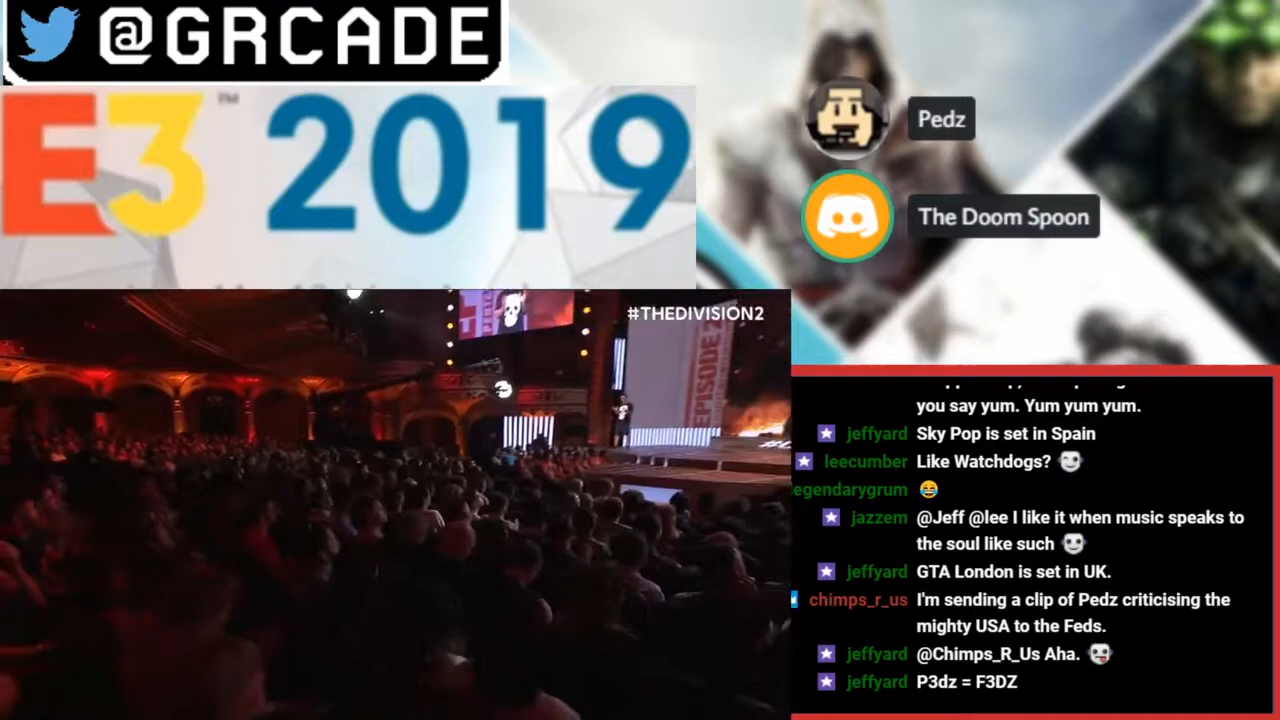 @GRCADE
E3™ 2019
Pedz
The Doom Spoon
#THEDIVISION2
EPISODE 2
you say yum. Yum yum yum.
jeffyard Sky Pop is set in Spain
leecumber Like Watchdogs?
egendarygrum
jazzem @Jeff @lee I like it when music speaks to
the soul like such
jeffyard GTA London is set in UK.
chimps_r_us I'm sending a clip of Pedz criticising the
mighty USA to the Feds.
jeffyard @Chimps_R_Us Aha.
jeffyard P3dz = F3DZ